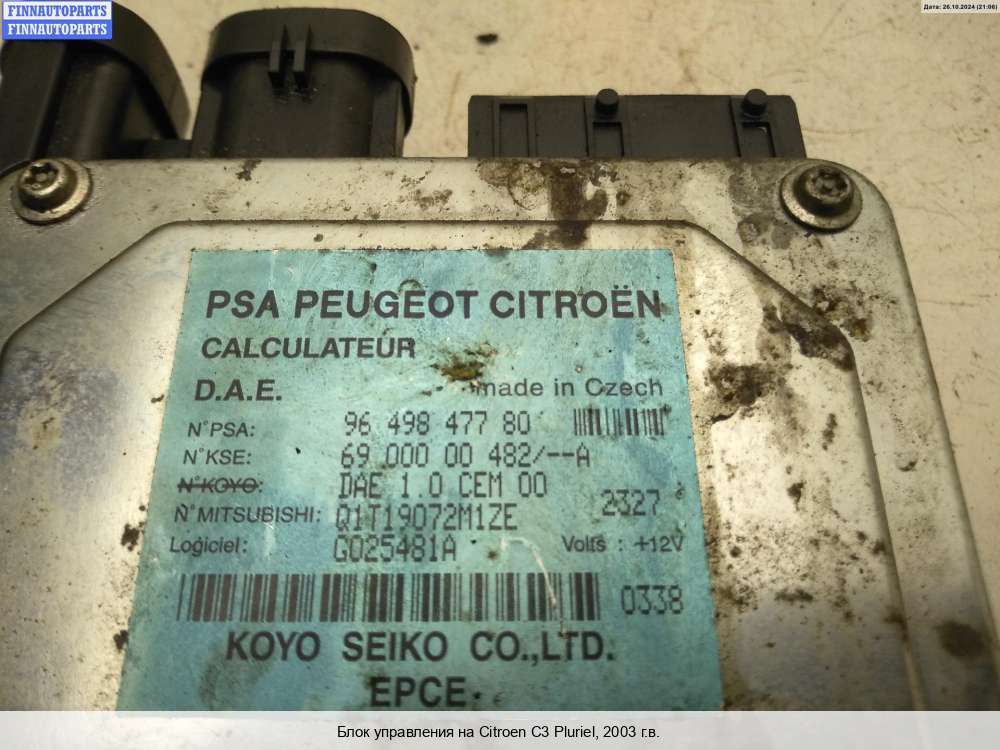 FINNAUTOPARTS
FINNAUTOPARTS
Дата: 26.10.2024 (21:06)
PSA PEUGEOT CITROËN
CALCULATEUR
D.A.E. made in Czech
N°PSA: 96 498 477 80
N°KSE: 69 000 00 482/--A
N°KOYO: DAE 1.0 CEM 00
2327
N°MITSUBISHI: Q1T19072M1ZE
Logiciel: G025481A Volts : +12V
0338
KOYO SEIKO CO.,LTD.
EPCE
Блок управления на Citroen C3 Pluriel, 2003 г.в.